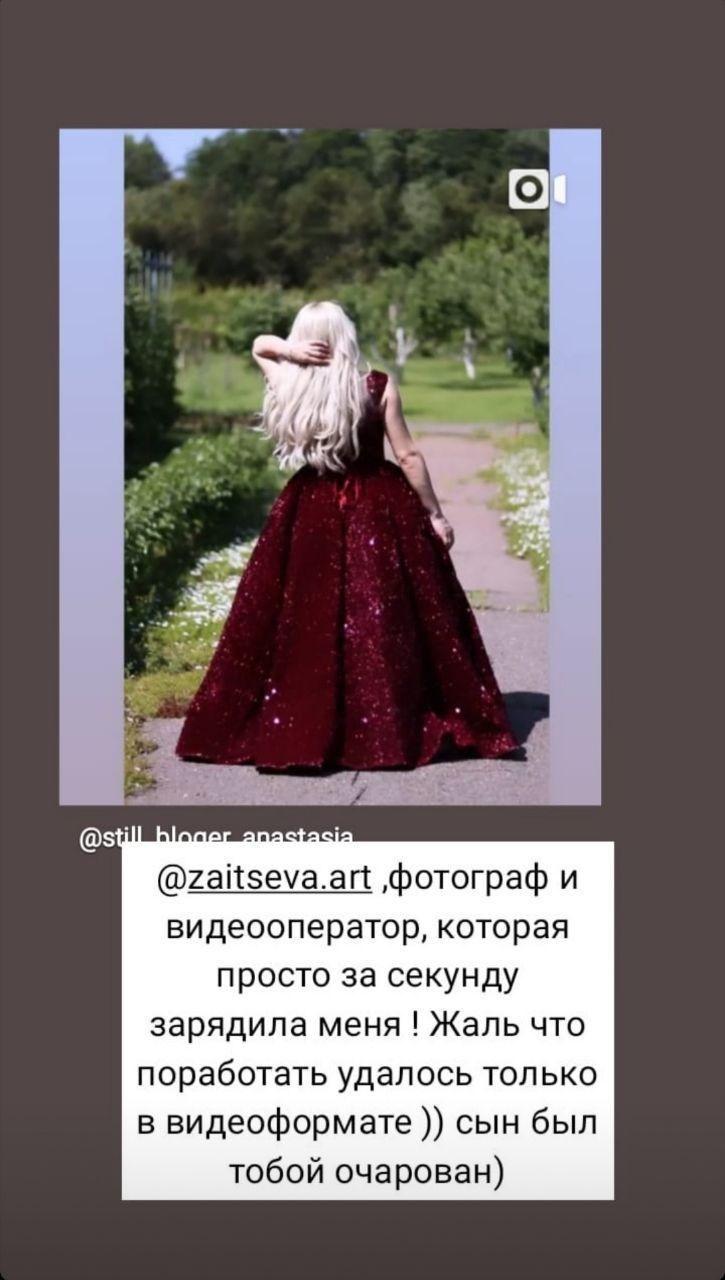 @still_bloger_anastasia
@zaitseva.art ,фотограф и
видеооператор, которая
просто за секунду
зарядила меня ! Жаль что
поработать удалось только
в видеоформате )) сын был
тобой очарован)